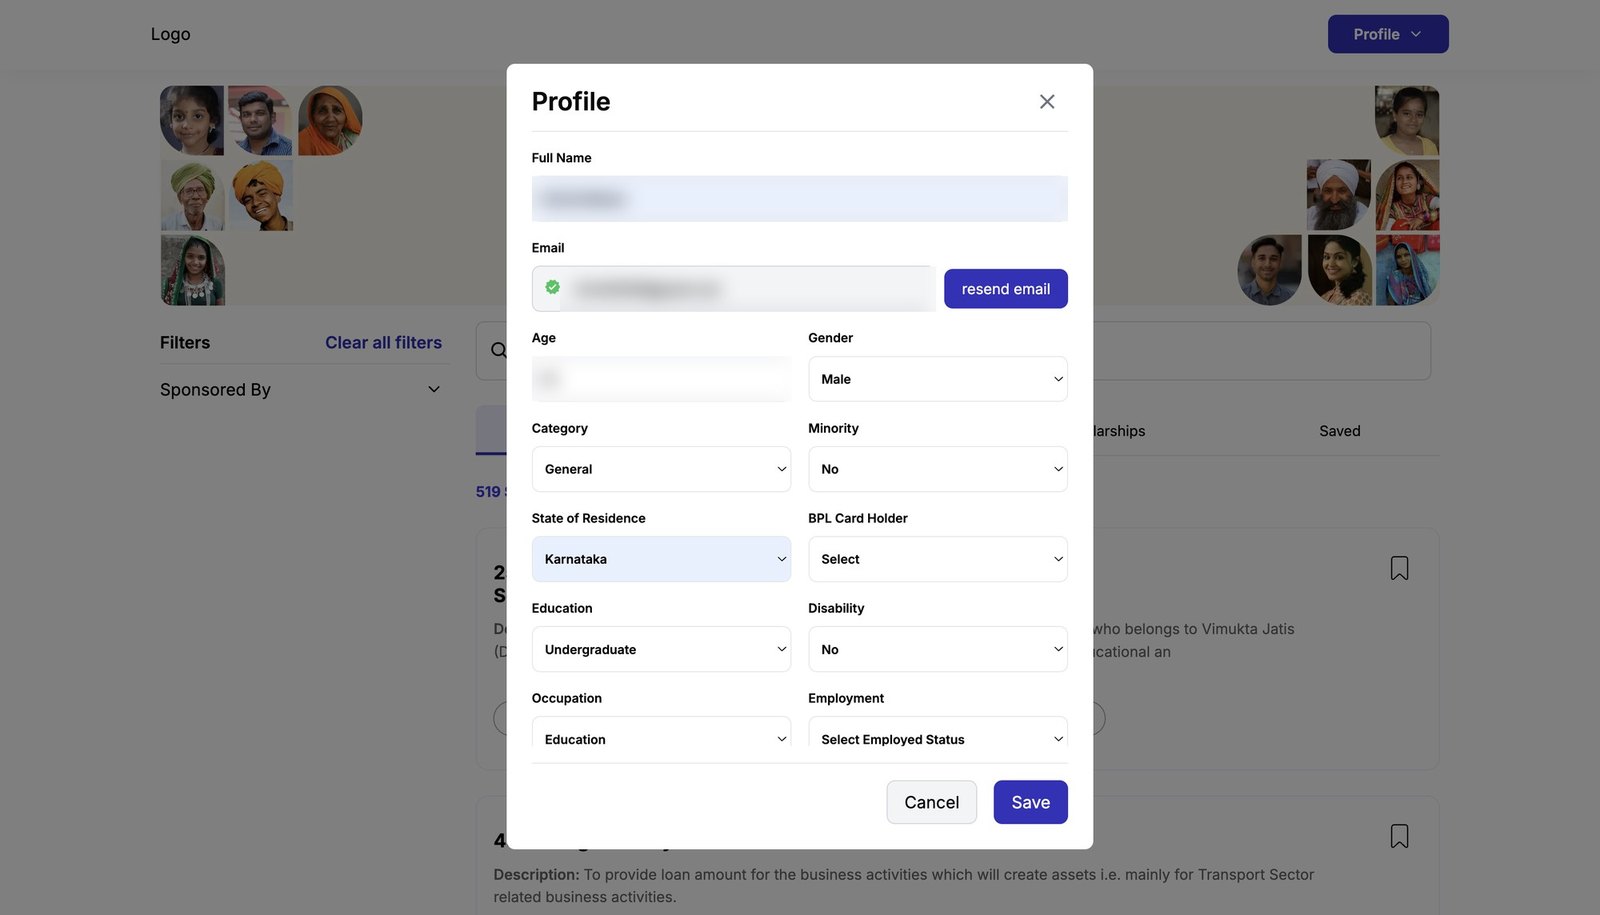 Logo
Profile
Profile
Full Name
Email
resend email
Age
Gender
Male
Category
Minority
General
No
State of Residence
BPL Card Holder
Karnataka
Select
Education
Disability
Undergraduate
No
Occupation
Employment
Education
Select Employed Status
Cancel
Save
Filters
Clear all filters
Sponsored By
larships
Saved
519
2
S
who belongs to Vimukta Jatis
cational an
4
Description: To provide loan amount for the business activities which will create assets i.e. mainly for Transport Sector
related business activities.